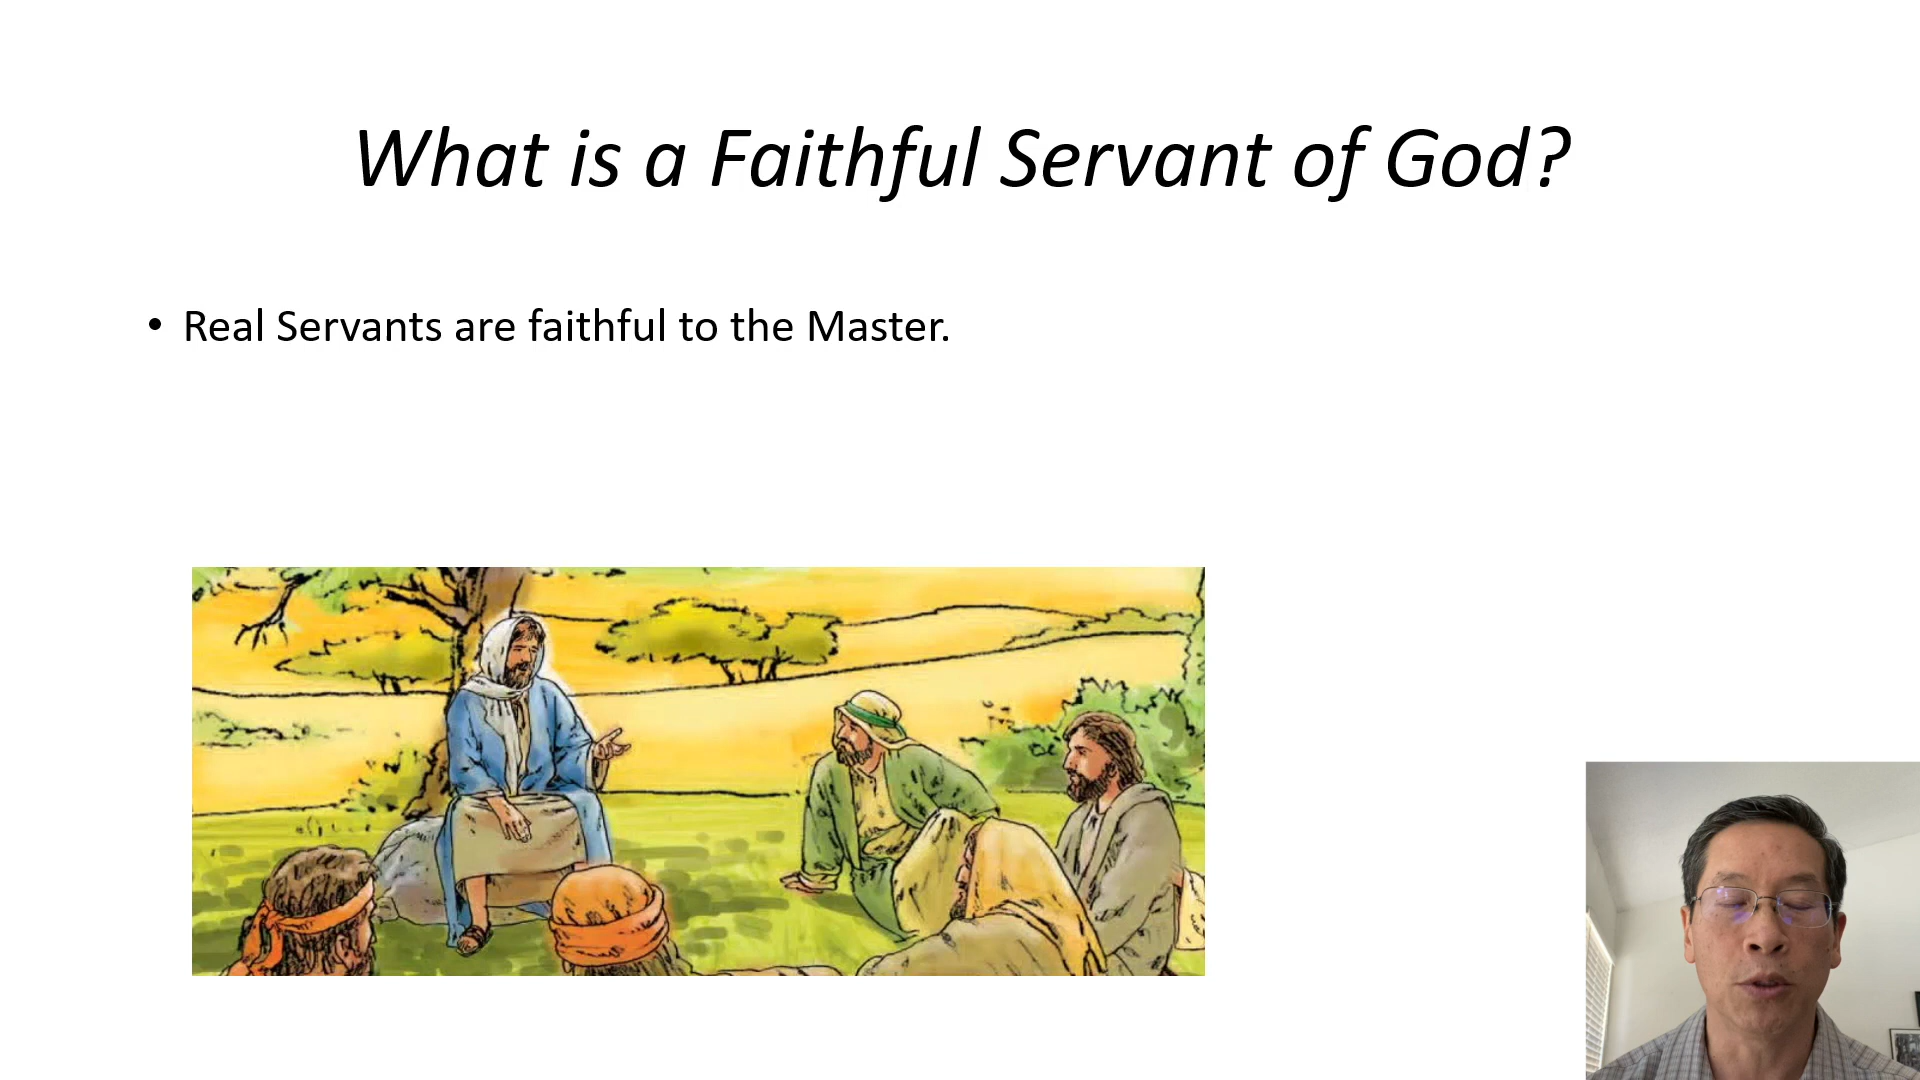 What is a Faithful Servant of God?
• Real Servants are faithful to the Master.